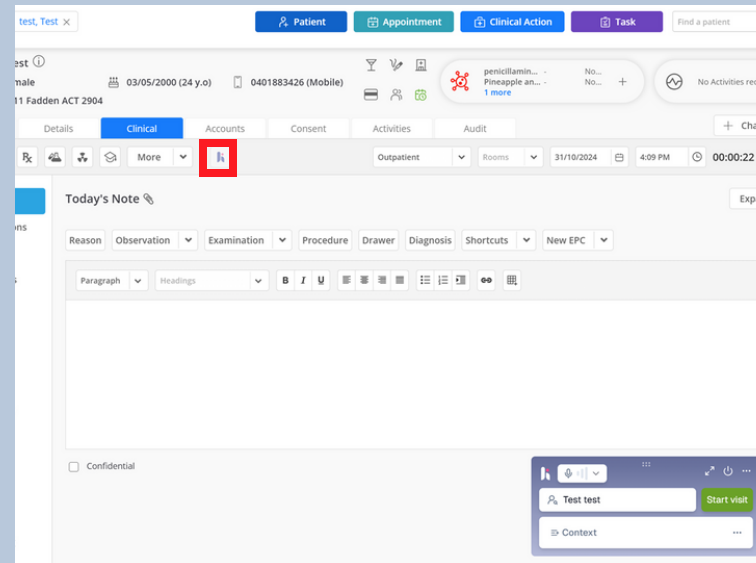 test, Test ×
Patient
Appointment
Clinical Action
Task
Find a patient
est
male
03/05/2000 (24 y.o)
0401883426 (Mobile)
11 Fadden ACT 2904
penicillamin... -
No...
Pineapple an... -
No...
1 more
No Activities rec
Details
Clinical
Accounts
Consent
Activities
Audit
+ Cha
More
Outpatient
Rooms
31/10/2024
4:09 PM
00:00:22
Today's Note
Exp
ons
Reason
Observation
Examination
Procedure
Drawer
Diagnosis
Shortcuts
New EPC
s
Paragraph
Headings
B I U
Confidential
Test test
Start visit
Context